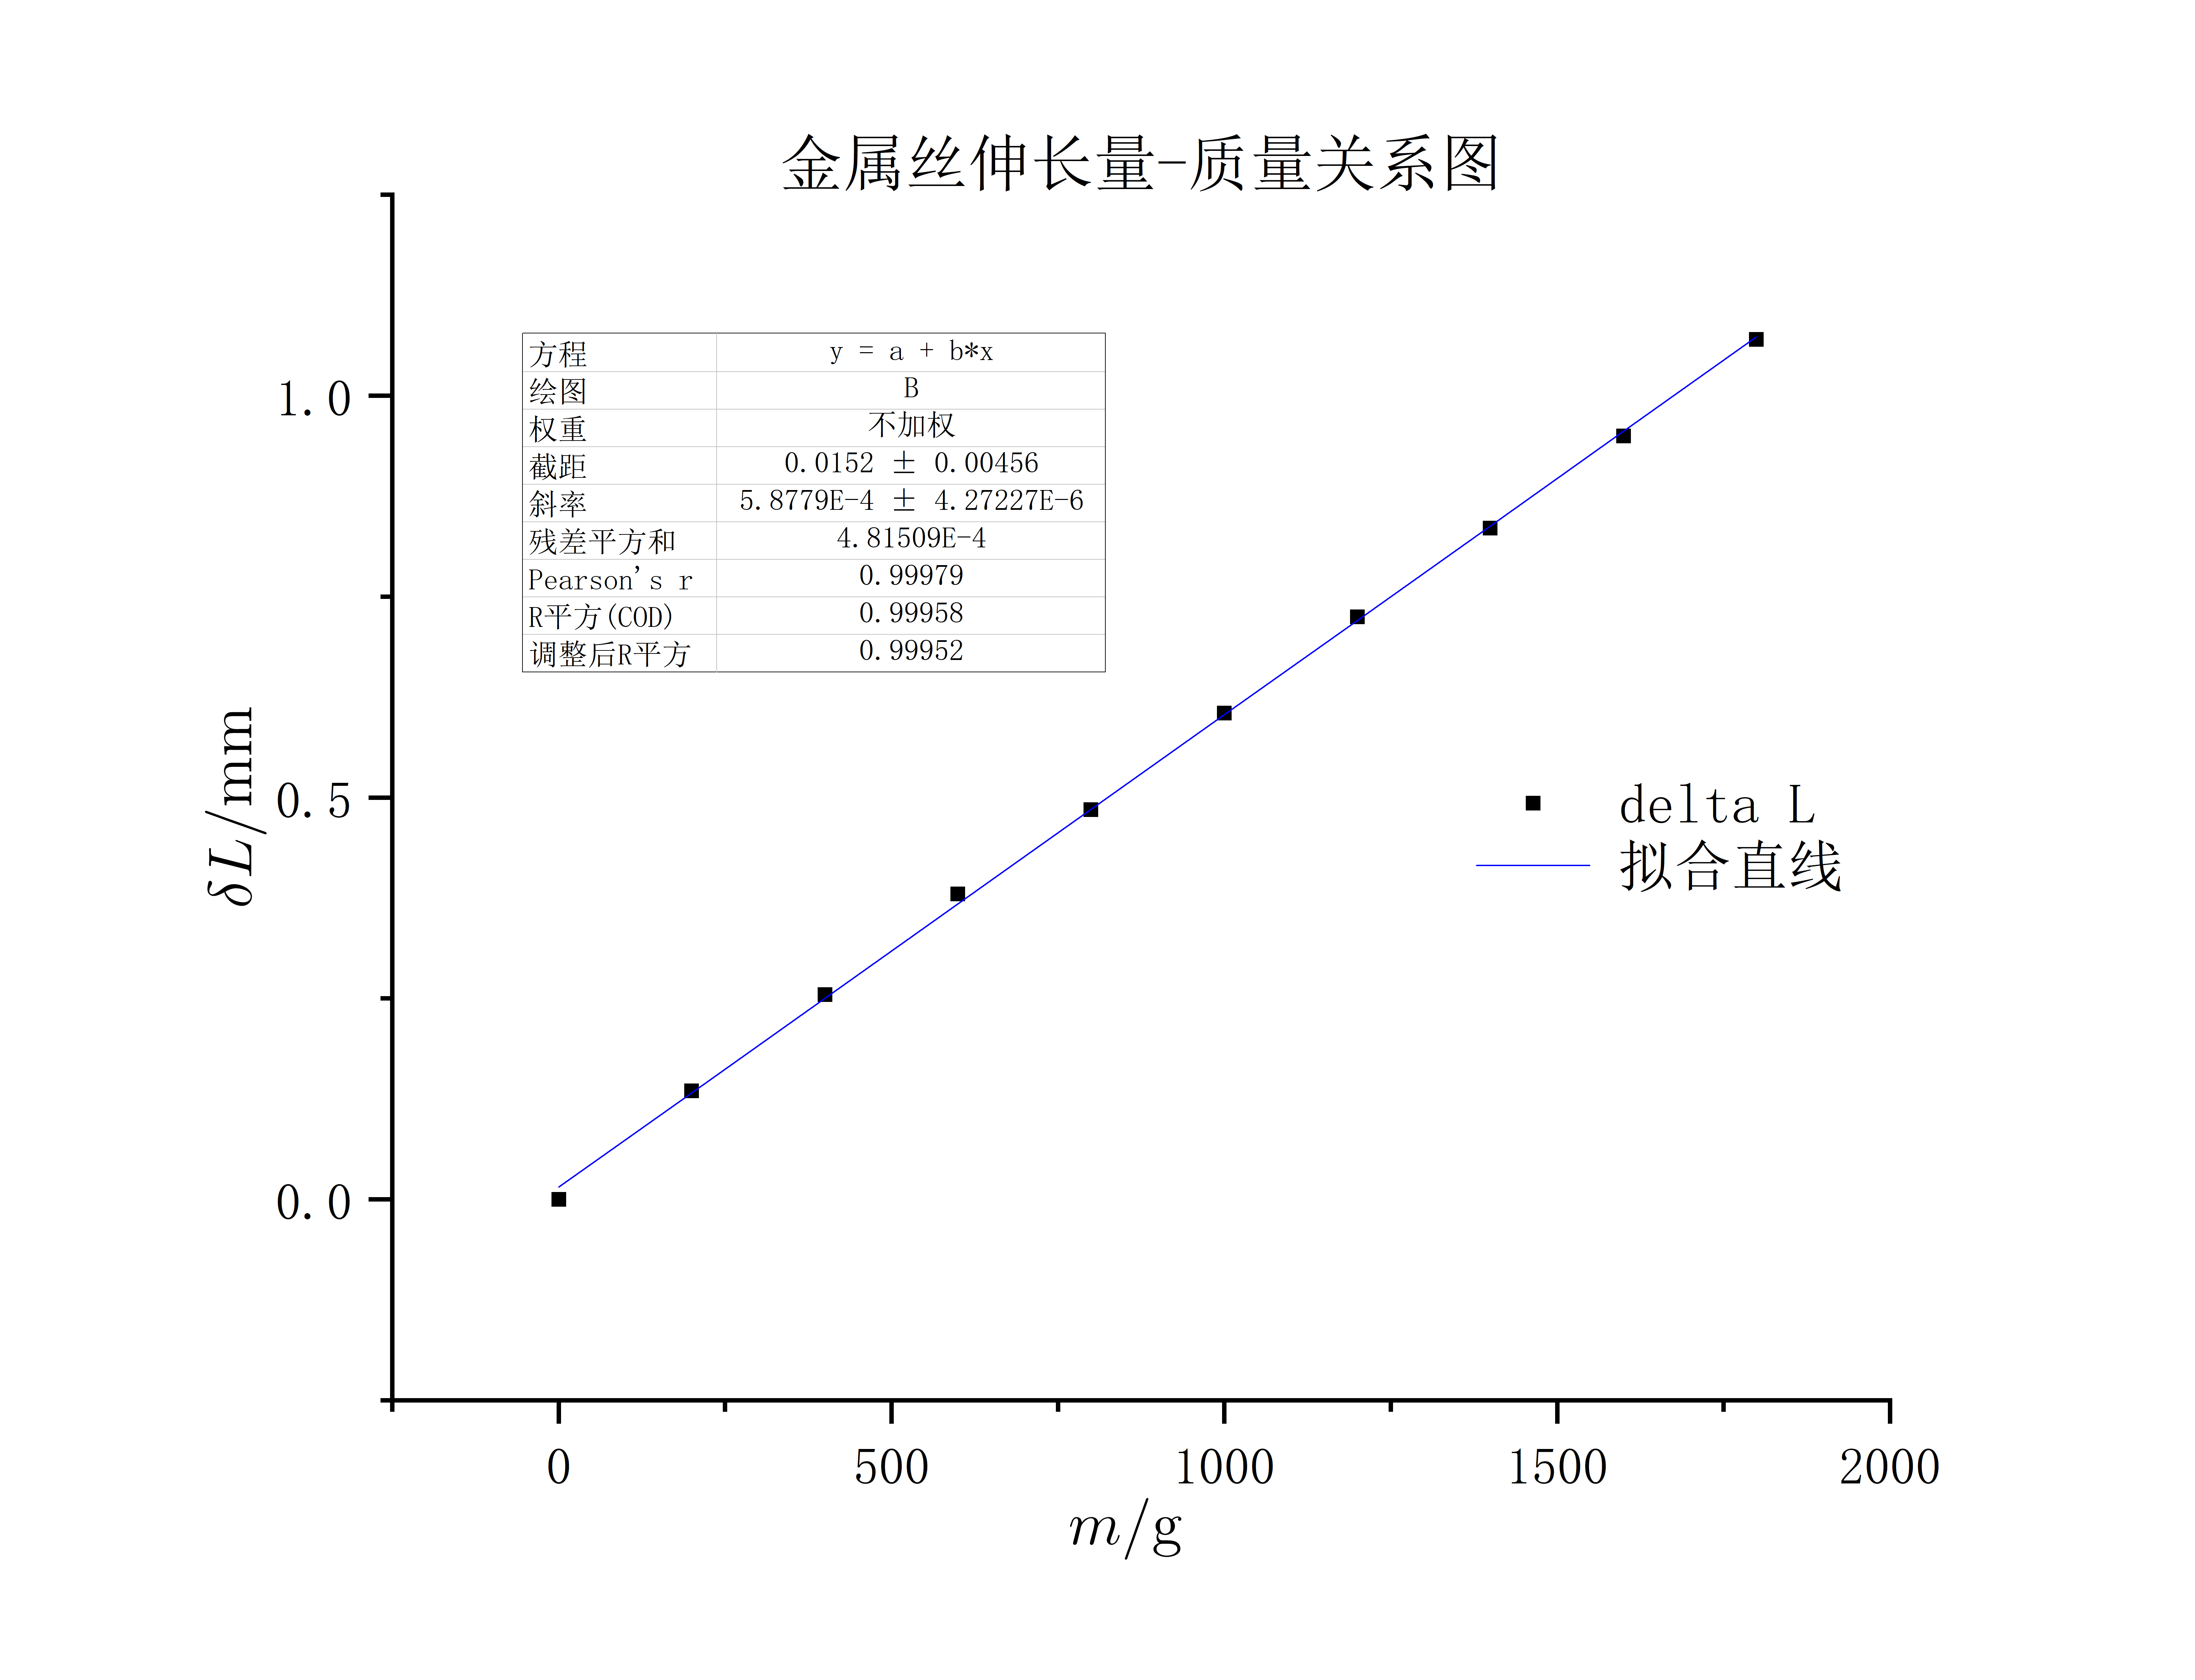 金属丝伸长量-质量关系图
方程 y = a + b*x
绘图 B
权重 不加权
截距 0.0152 ± 0.00456
斜率 5.8779E-4 ± 4.27227E-6
残差平方和 4.81509E-4
Pearson's r 0.99979
R平方(COD) 0.99958
调整后R平方 0.99952
1.0
0.5
0.0
δL/mm
delta L
拟合直线
0 500 1000 1500 2000
m/g